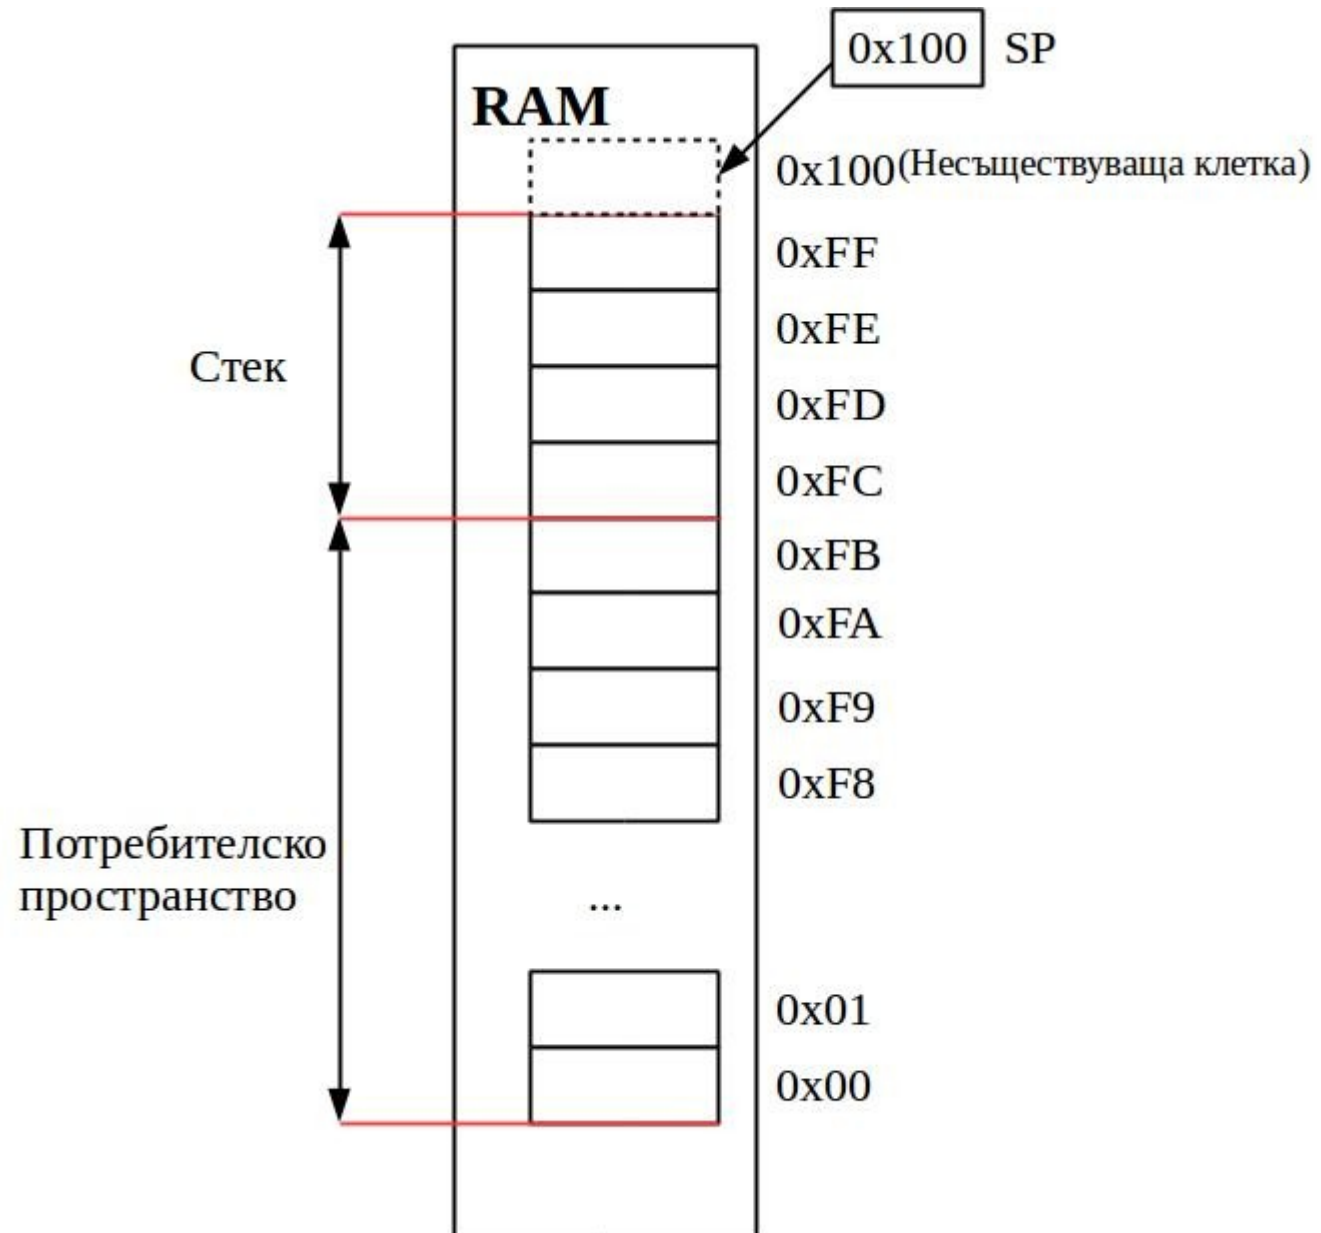 0x100 SP
RAM
0x100(Несъществуваща клетка)
0xFF
0xFE
Стек
0xFD
0xFC
0xFB
0xFA
0xF9
0xF8
Потребителско
пространство
...
0x01
0x00